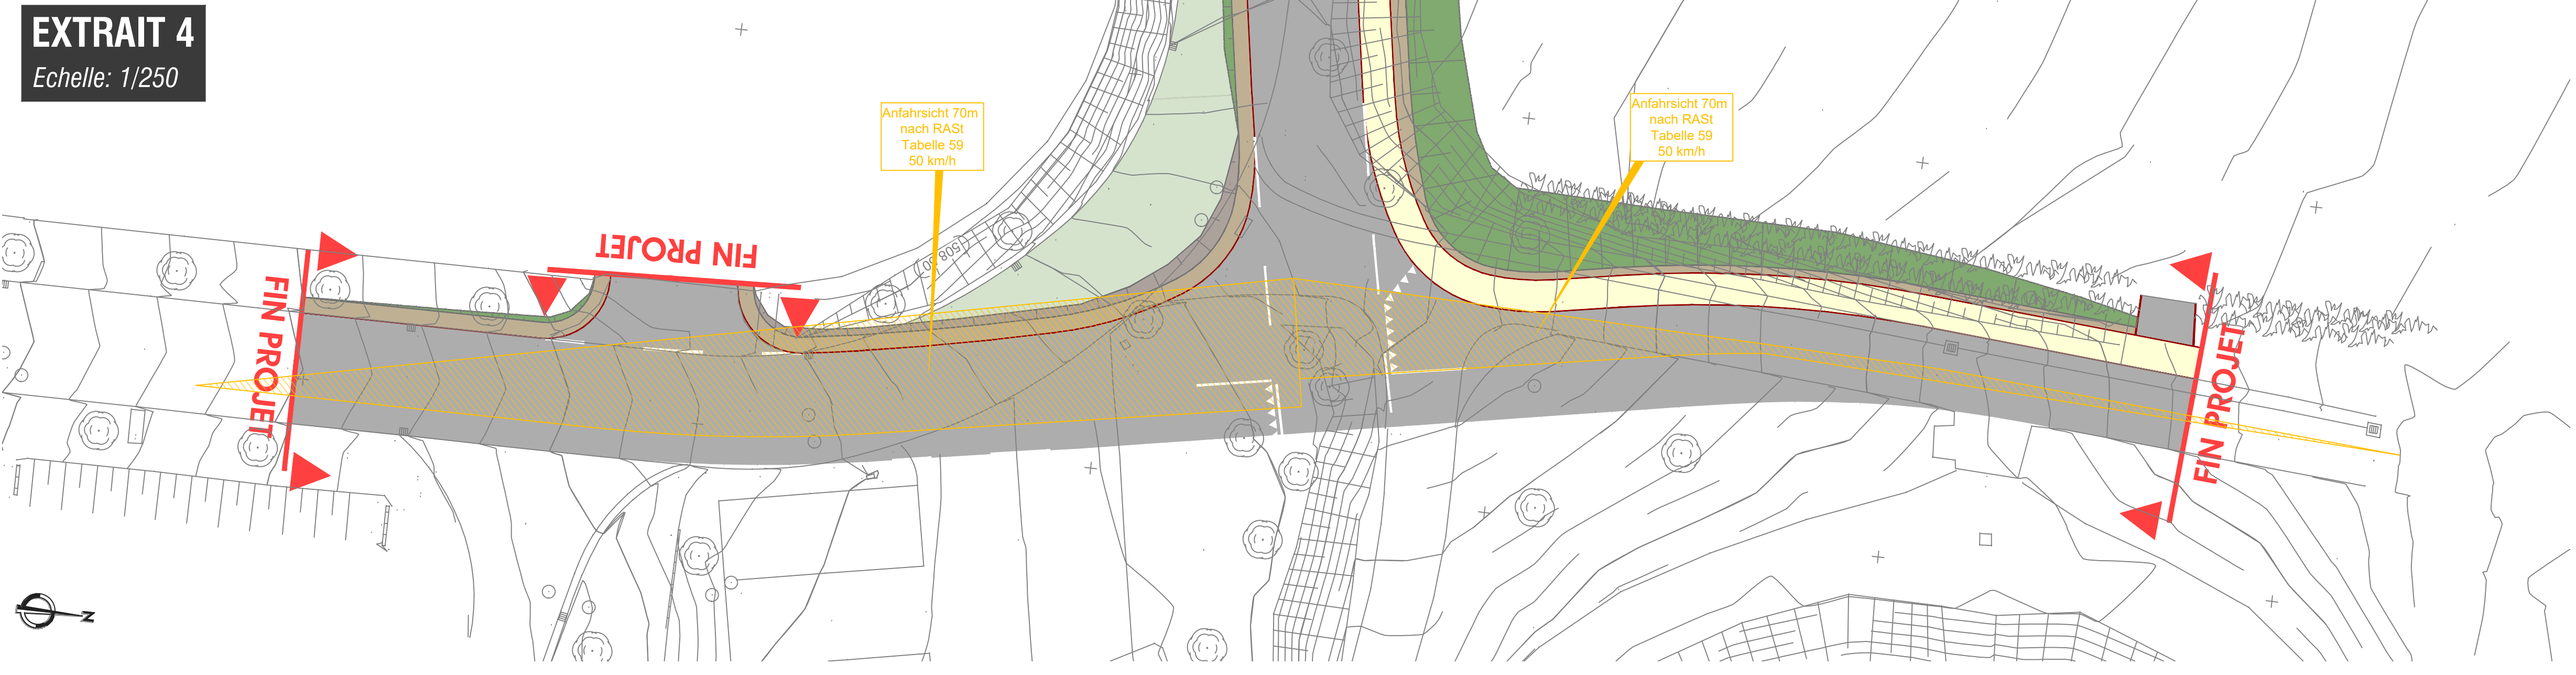 EXTRAIT 4
Echelle: 1/250
Anfahrsicht 70m
nach RASt
Tabelle 59
50 km/h
Anfahrsicht 70m
nach RASt
Tabelle 59
50 km/h
FIN PROJET
FIN PROJET
FIN PROJET
N